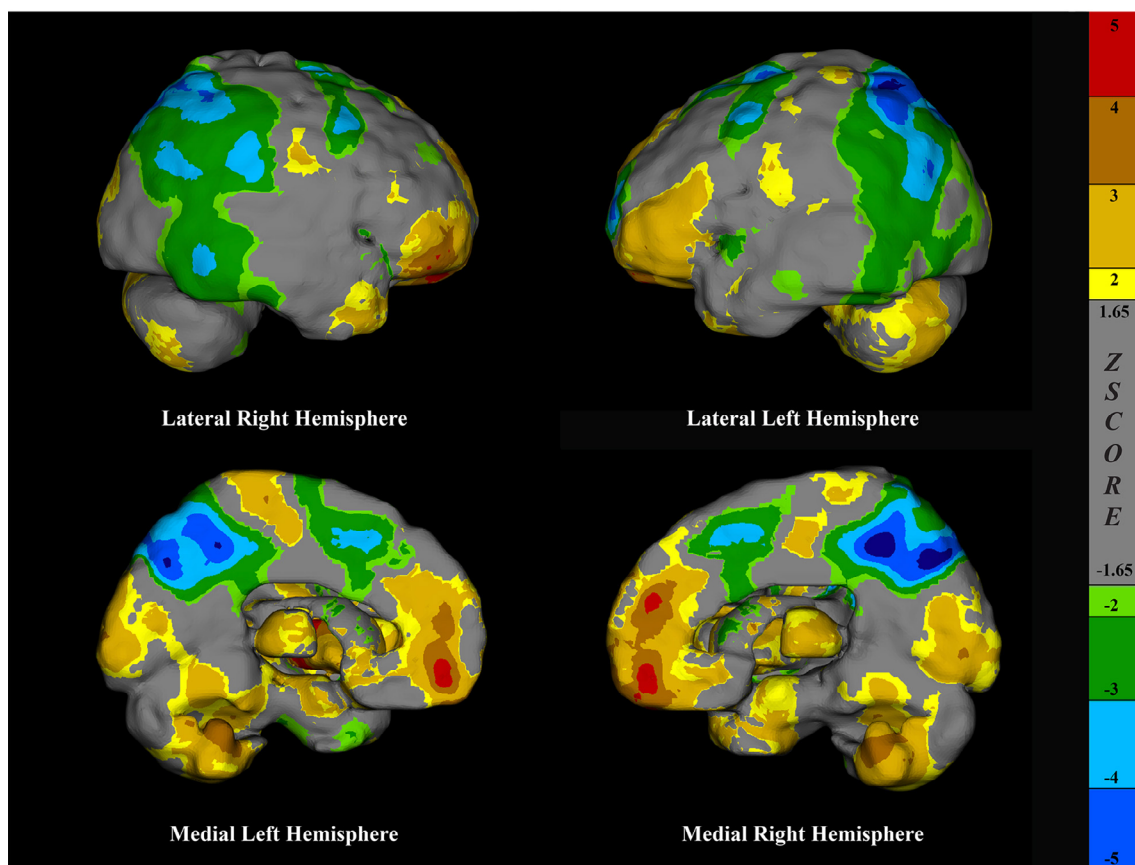 Lateral Right Hemisphere
Lateral Left Hemisphere
Medial Left Hemisphere
Medial Right Hemisphere
5
4
3
2
1.65
Z
S
C
O
R
E
-1.65
-2
-3
-4
-5